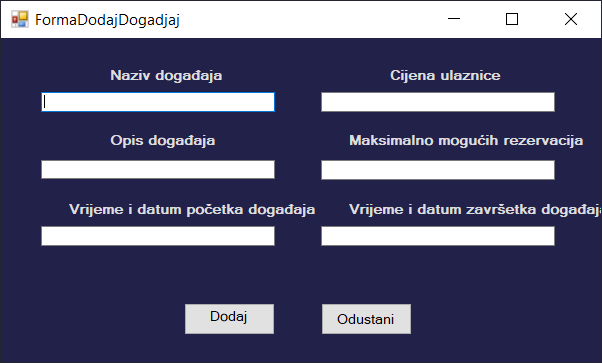 FormaDodajDogadjaj
Naziv događaja
Cijena ulaznice
Opis događaja
Maksimalno mogućih rezervacija
Vrijeme i datum početka događaja
Vrijeme i datum završetka događaja
Dodaj
Odustani